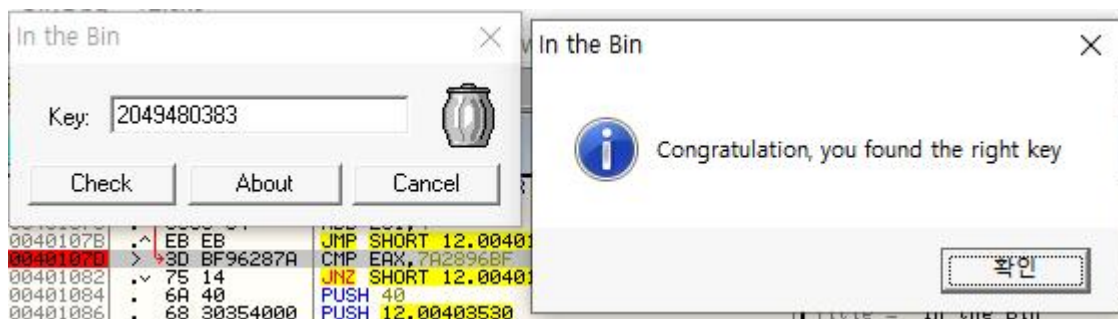 In the Bin
Key: 2049480383
Check About Cancel
In the Bin
Congratulation, you found the right key
확인
0040107B EB EB JMP SHORT 12.00401
0040107D 3D BF96287A CMP EAX,7A2896BF
00401082 75 14 JNZ SHORT 12.00401
00401084 6A 40 PUSH 40
00401086 68 30354000 PUSH 12.00403530